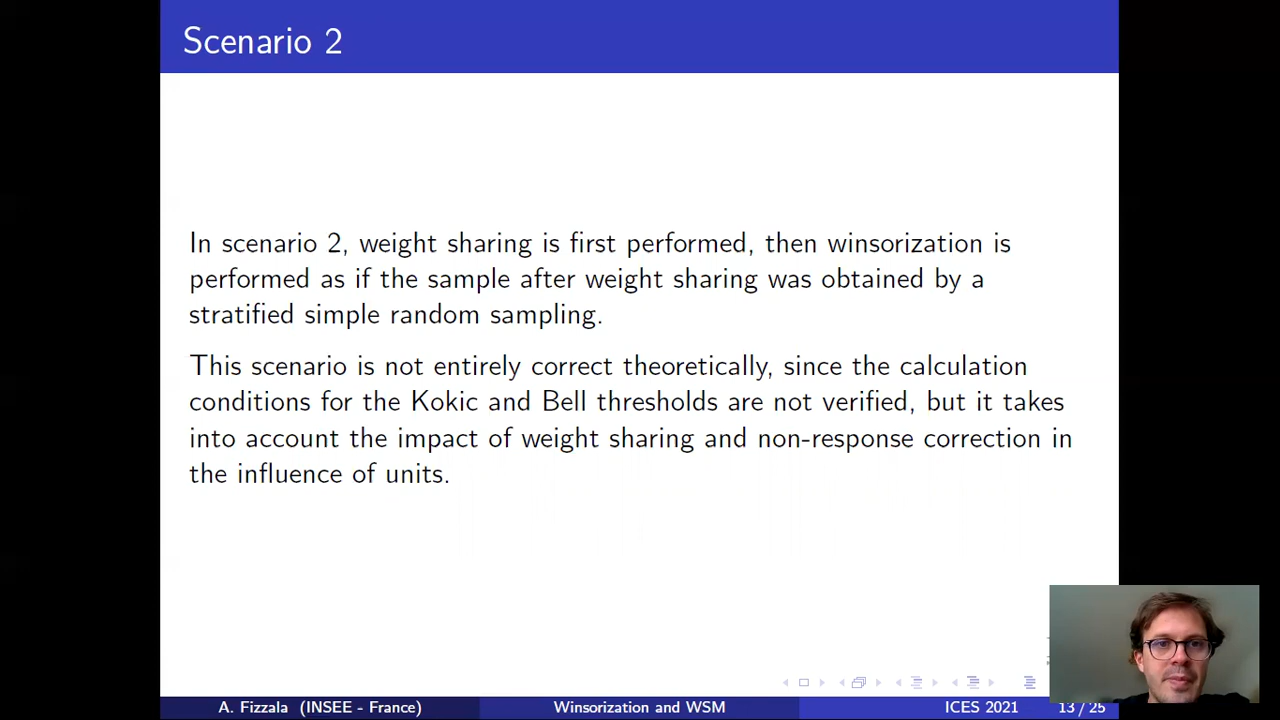 Scenario 2
In scenario 2, weight sharing is first performed, then winsorization is
performed as if the sample after weight sharing was obtained by a
stratified simple random sampling.
This scenario is not entirely correct theoretically, since the calculation
conditions for the Kokic and Bell thresholds are not verified, but it takes
into account the impact of weight sharing and non-response correction in
the influence of units.
A. Fizzala (INSEE - France)
Winsorization and WSM
ICES 2021
13 / 25